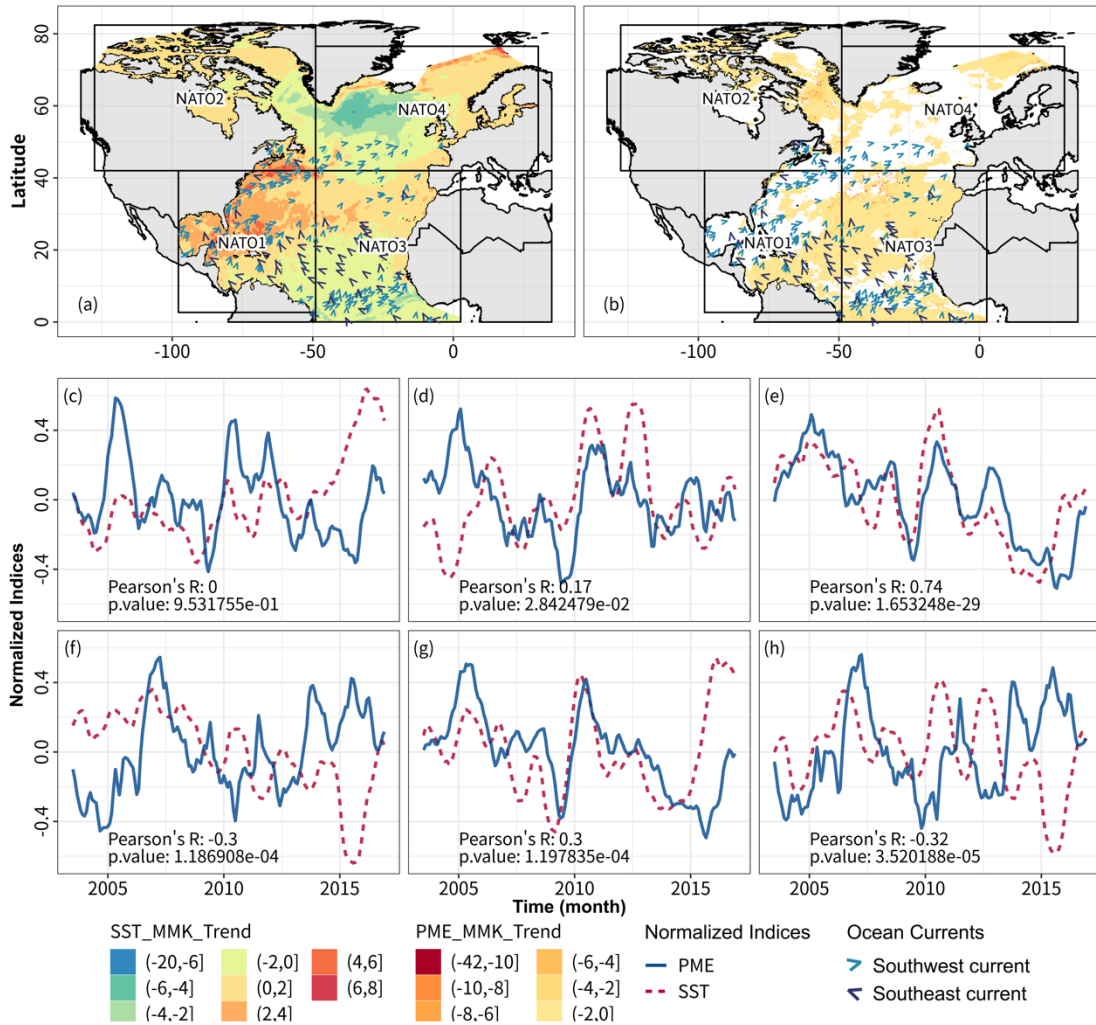 Latitude
80
60
40
20
0
NATO2
NATO4
NATO1
NATO3
(a)
NATO2
NATO4
NATO1
NATO3
(b)
-100
-50
0
-100
-50
0
Normalized Indices
0.4
0.0
-0.4
(c)
Pearson's R: 0
p.value: 9.531755e-01
(d)
Pearson's R: 0.17
p.value: 2.842479e-02
(e)
Pearson's R: 0.74
p.value: 1.653248e-29
0.4
0.0
-0.4
(f)
Pearson's R: -0.3
p.value: 1.186908e-04
(g)
Pearson's R: 0.3
p.value: 1.197835e-04
(h)
Pearson's R: -0.32
p.value: 3.520188e-05
2005
2010
2015
2005
2010
2015
2005
2010
2015
Time (month)
SST_MMK_Trend
(-20,-6]
(-6,-4]
(-4,-2]
(-2,0]
(0,2]
(2,4]
(4,6]
(6,8]
PME_MMK_Trend
(-42,-10]
(-10,-8]
(-8,-6]
(-6,-4]
(-4,-2]
(-2,0]
Normalized Indices
PME
SST
Ocean Currents
Southwest current
Southeast current